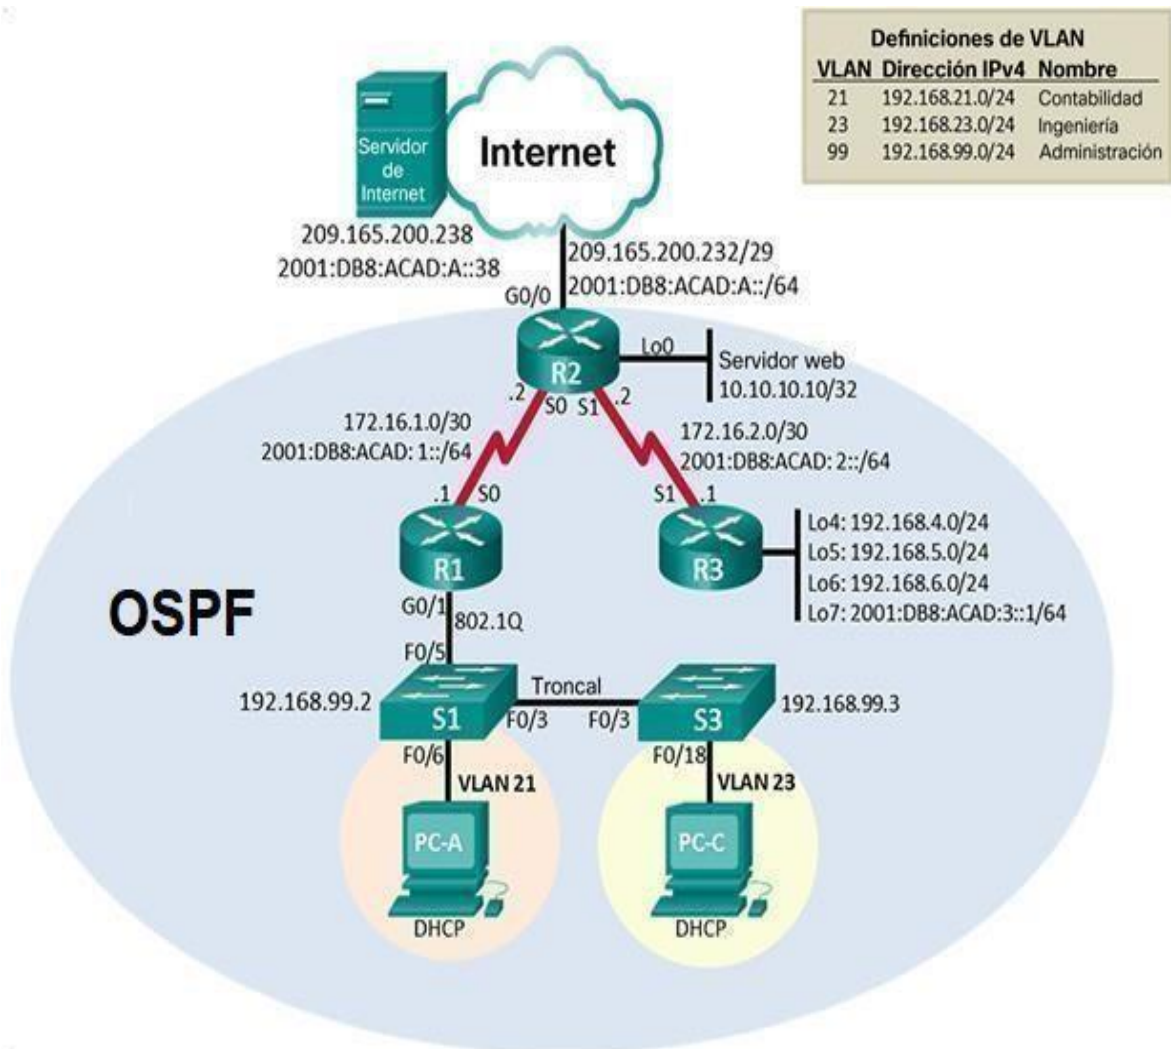 Definiciones de VLAN
VLAN Dirección IPv4 Nombre
21 192.168.21.0/24 Contabilidad
23 192.168.23.0/24 Ingeniería
99 192.168.99.0/24 Administración
Servidor
de
Internet
Internet
209.165.200.238
2001:DB8:ACAD:A::38
209.165.200.232/29
2001:DB8:ACAD:A::/64
G0/0
R2
Lo0
Servidor web
10.10.10.10/32
.2
S0
S1
.2
172.16.1.0/30
2001:DB8:ACAD: 1::/64
172.16.2.0/30
2001:DB8:ACAD: 2::/64
.1
S0
S1
.1
R1
R3
Lo4: 192.168.4.0/24
Lo5: 192.168.5.0/24
Lo6: 192.168.6.0/24
Lo7: 2001:DB8:ACAD:3::1/64
OSPF
G0/1
802.1Q
F0/5
192.168.99.2
S1
Troncal
F0/3
F0/3
S3
192.168.99.3
F0/6
VLAN 21
F0/18
VLAN 23
PC-A
DHCP
PC-C
DHCP